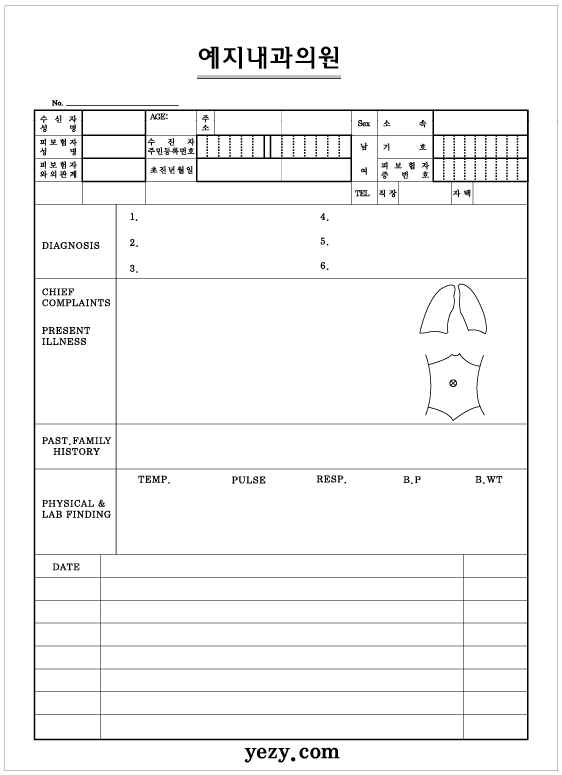 예지내과의원
No.
수 신 자 성 명
AGE:
주 소
Sex
소 속
피보험자 성 명
수 진 자 주민등록번호
남
기 호
피보험자 와의관계
초진년월일
여
피 보 험 자 증 번 호
TEL
직장
자택
DIAGNOSIS
1.
4.
2.
5.
3.
6.
CHIEF
COMPLAINTS
PRESENT
ILLNESS
PAST.FAMILY
HISTORY
TEMP.
PULSE
RESP.
B.P
B.WT
PHYSICAL &
LAB FINDING
DATE
yezy.com